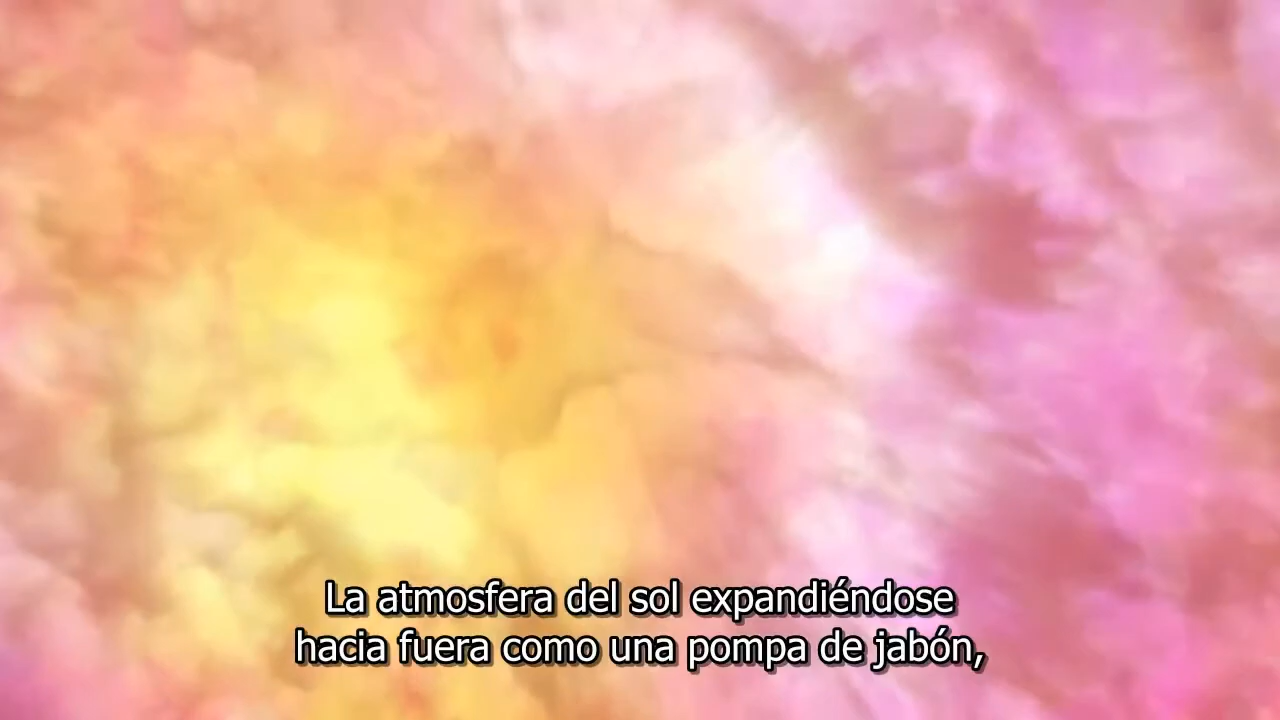 La atmosfera del sol expandiéndose
hacia fuera como una pompa de jabón,